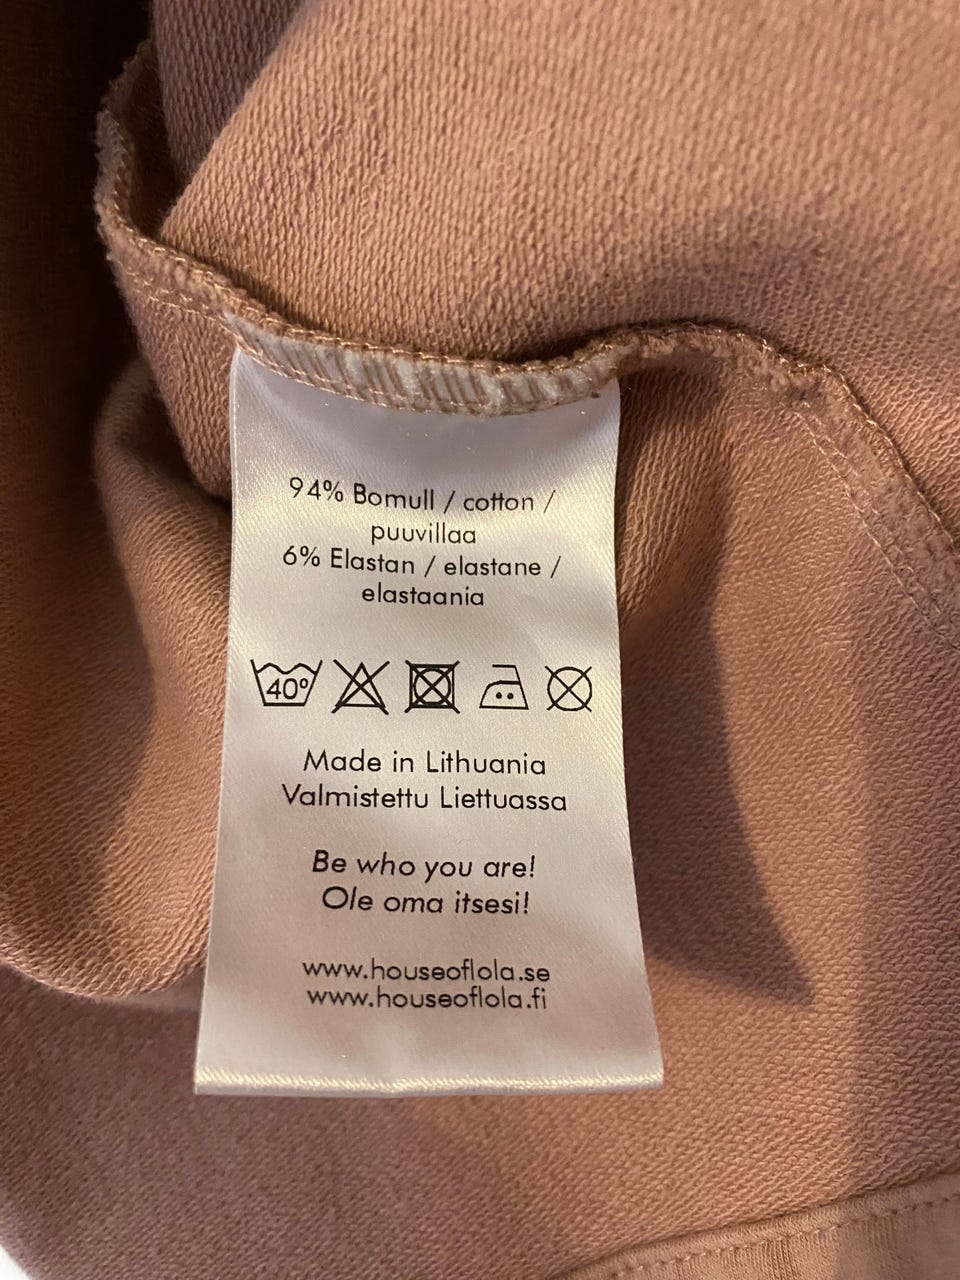 94% Bomull / cotton /
puuvillaa
6% Elastan / elastane /
elastaania
40°
Made in Lithuania
Valmistettu Liettuassa
Be who you are!
Ole oma itsesi!
www.houseoflola.se
www.houseoflola.fi